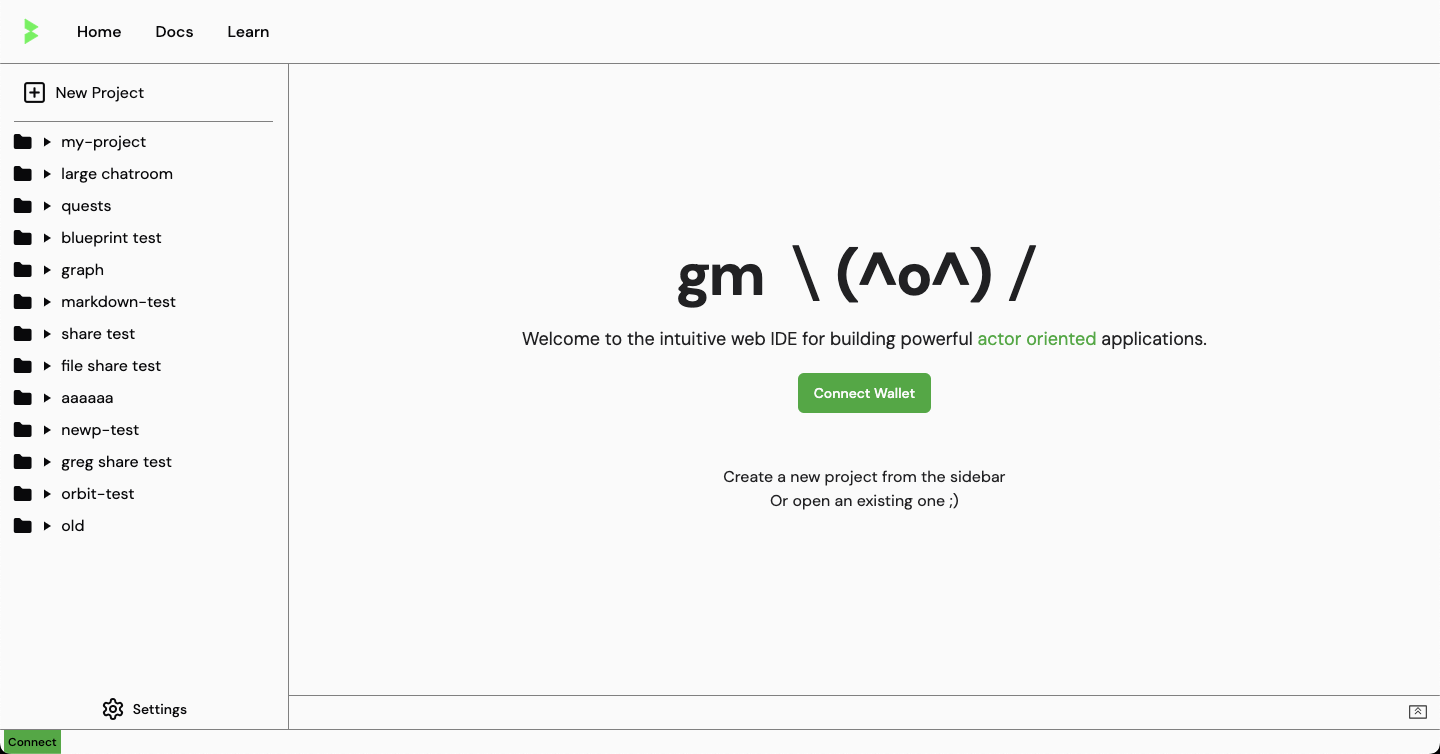 Home Docs Learn
New Project
my-project
large chatroom
quests
blueprint test
graph
markdown-test
share test
file share test
aaaaaa
newp-test
greg share test
orbit-test
old
Settings
Connect
gm \ (^o^) /
Welcome to the intuitive web IDE for building powerful actor oriented applications.
Connect Wallet
Create a new project from the sidebar
Or open an existing one ;)